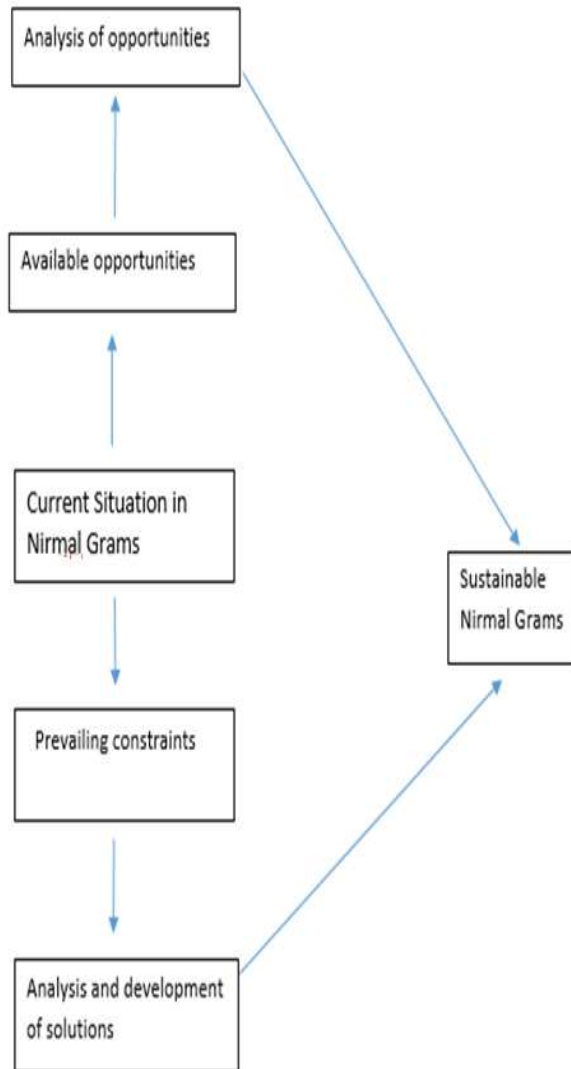 Analysis of opportunities
Available opportunities
Current Situation in
Nirmal Grams
Sustainable
Nirmal Grams
Prevailing constraints
Analysis and development
of solutions